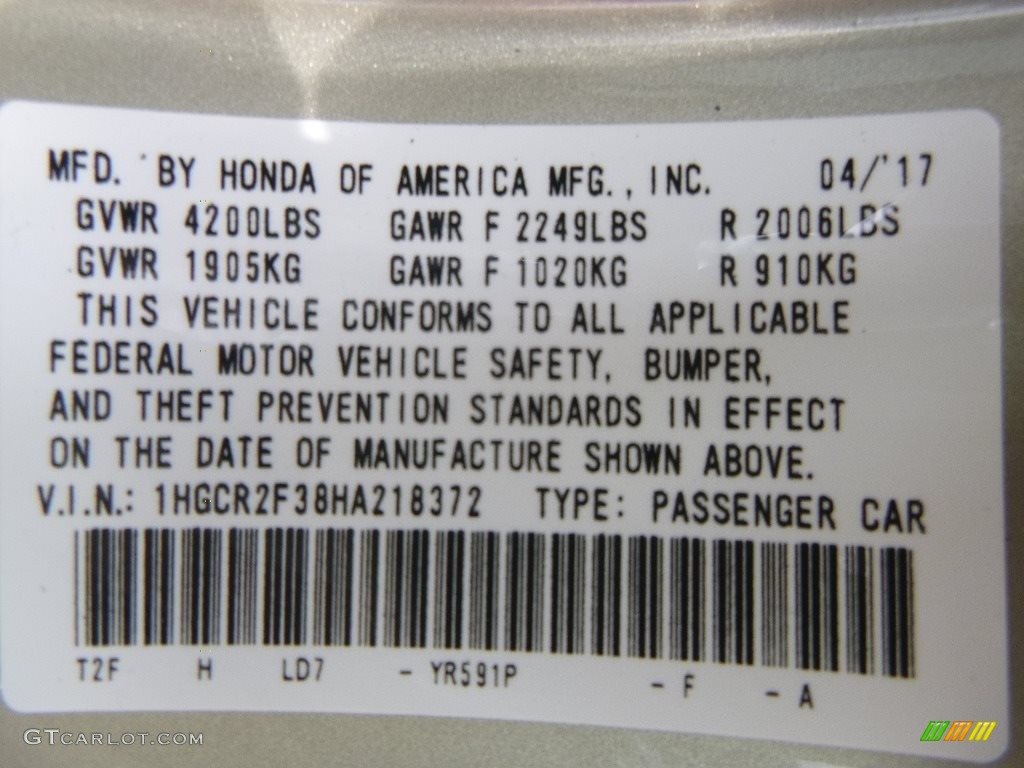 MFD. BY HONDA OF AMERICA MFG., INC. 04/'17
GVWR 4200LBS GAWR F 2249LBS R 2006LBS
GVWR 1905KG GAWR F 1020KG R 910KG
THIS VEHICLE CONFORMS TO ALL APPLICABLE
FEDERAL MOTOR VEHICLE SAFETY, BUMPER,
AND THEFT PREVENTION STANDARDS IN EFFECT
ON THE DATE OF MANUFACTURE SHOWN ABOVE.
V.I.N.: 1HGCR2F38HA218372 TYPE: PASSENGER CAR
T2F H LD7 - YR591P - F - A
GTCARLOT.COM